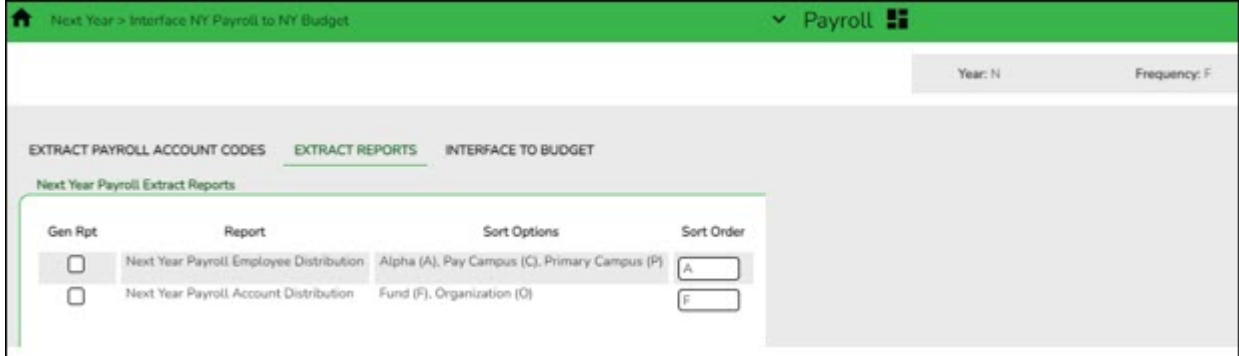 Next Year > Interface NY Payroll to NY Budget Payroll
Year: N Frequency: F
EXTRACT PAYROLL ACCOUNT CODES EXTRACT REPORTS INTERFACE TO BUDGET
Next Year Payroll Extract Reports
Gen Rpt Report Sort Options Sort Order
Next Year Payroll Employee Distribution Alpha (A), Pay Campus (C), Primary Campus (P) A
Next Year Payroll Account Distribution Fund (F), Organization (O) F